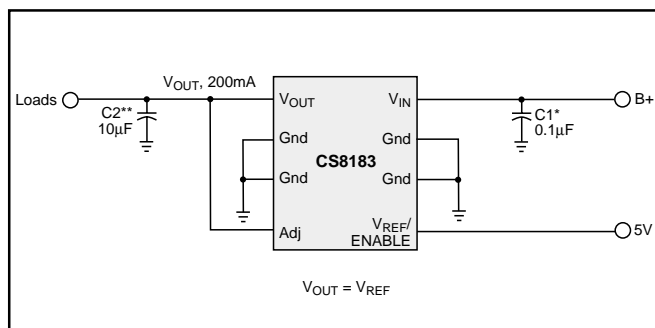 VOUT, 200mA
Loads
C2**
10µF
VOUT
VIN
C1*
0.1µF
B+
Gnd
Gnd
CS8183
Gnd
Gnd
Adj
VREF/
ENABLE
5V
VOUT = VREF